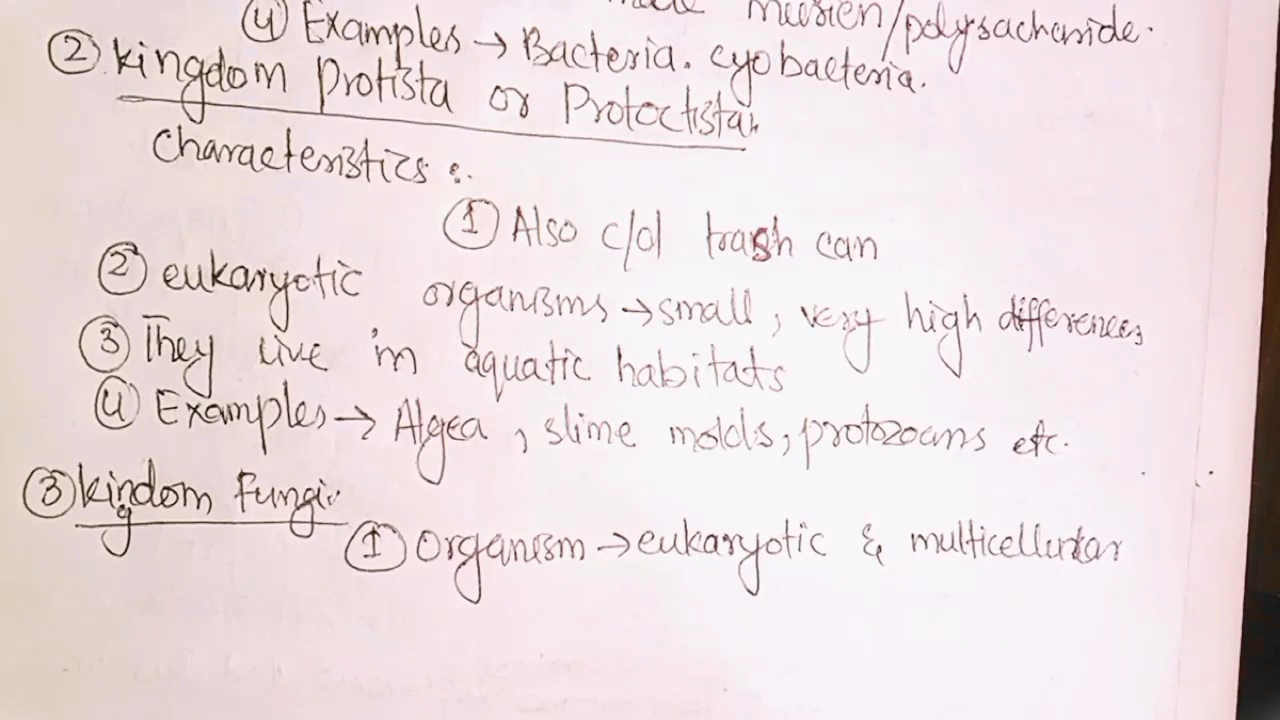 murien/polysacharide.
④ Examples → Bacteria. cyobacteria.
② kingdom Protista or Protoctista
Characteristics :
① Also c/d trash can
② eukaryotic organisms → small, very high differences
③ They live in aquatic habitats
④ Examples → Algea, slime molds, protozoans etc.
③ kingdom Fungi
① Organism → eukaryotic & multicellular